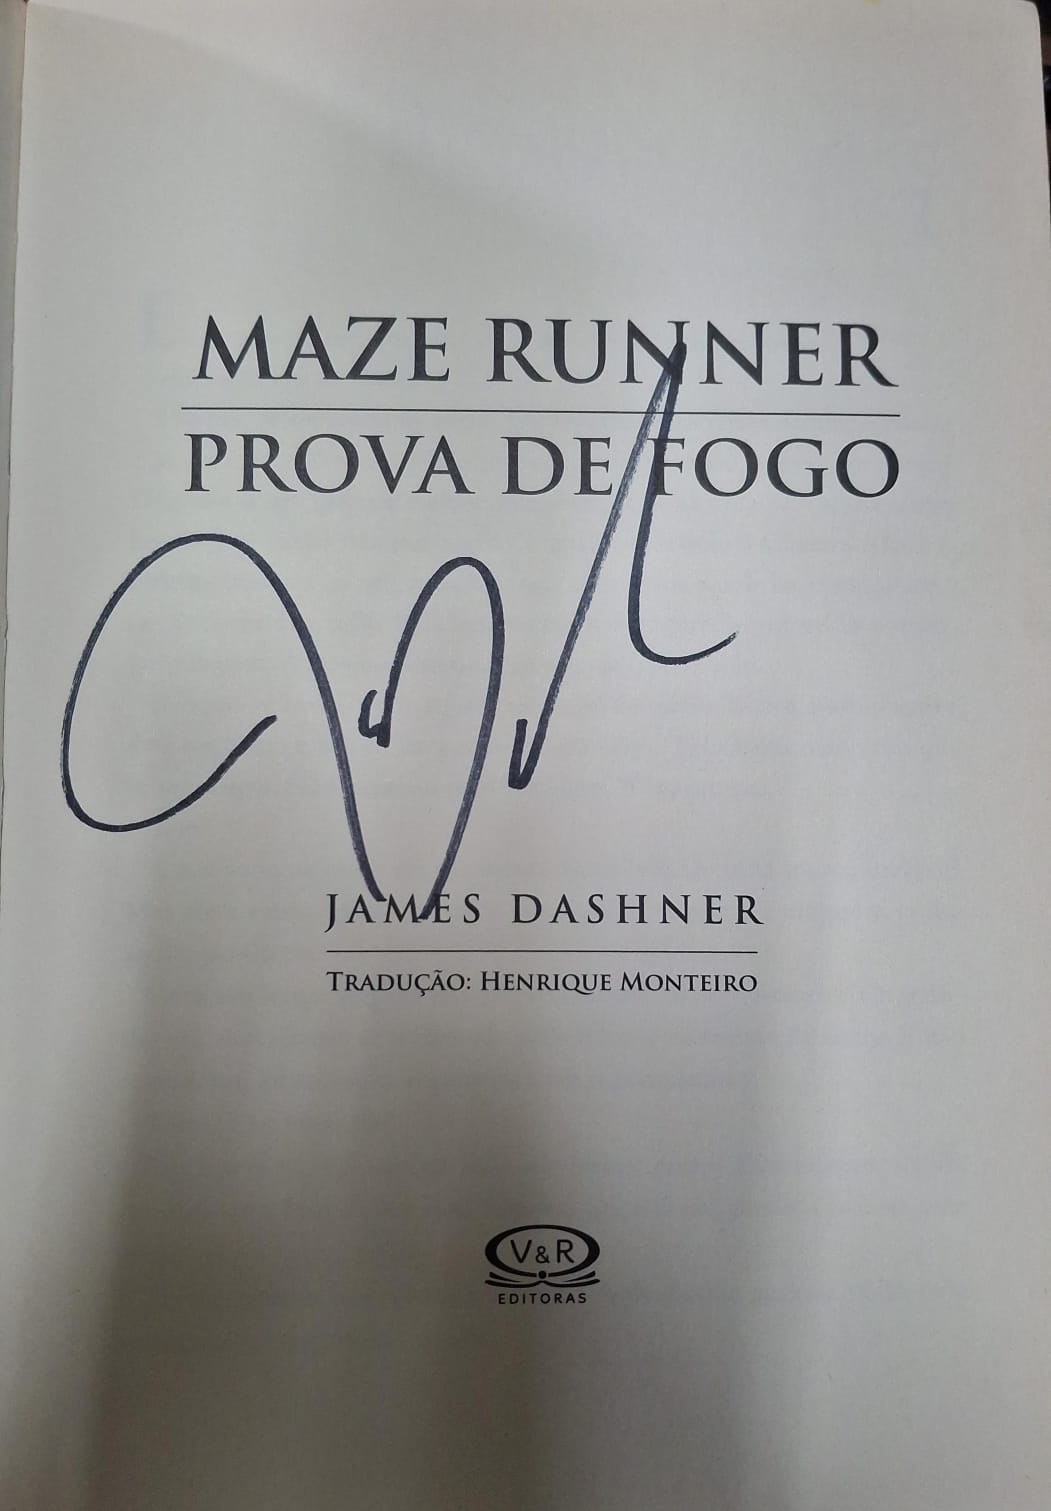 MAZE RUNNER
PROVA DE FOGO
JAMES DASHNER
TRADUÇÃO: HENRIQUE MONTEIRO
V&R
EDITORAS